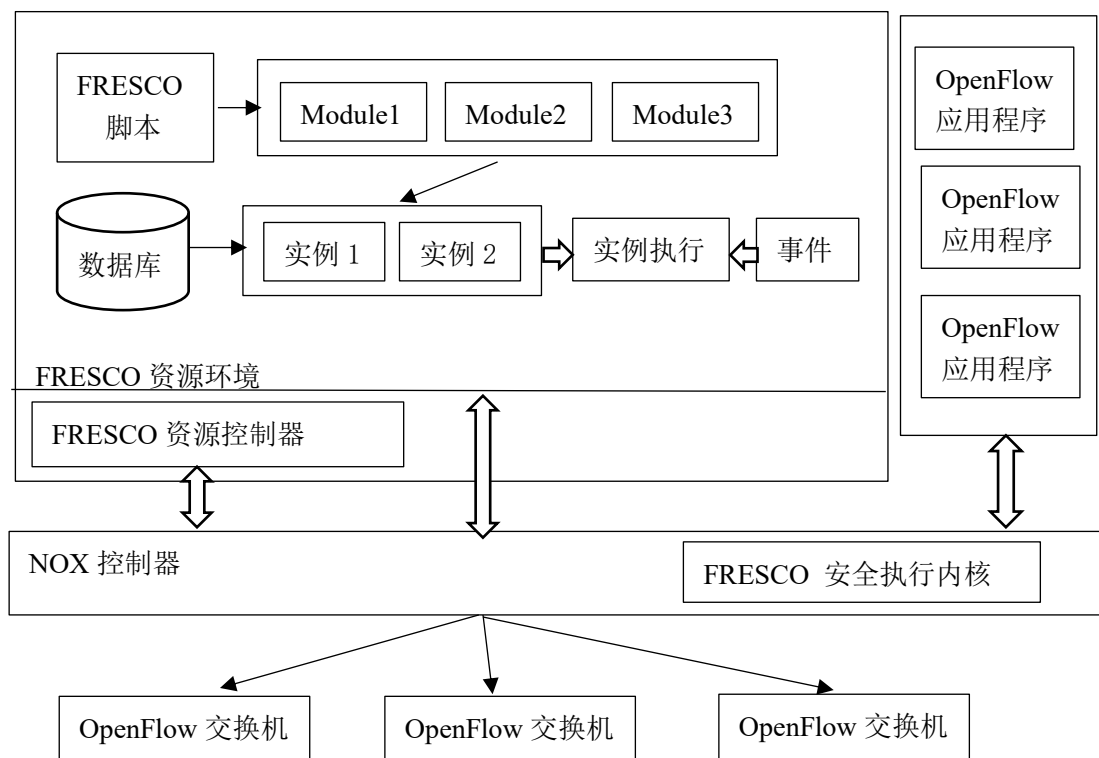 FRESCO
脚本
Module1
Module2
Module3
数据库
实例 1
实例 2
实例执行
事件
FRESCO 资源环境
FRESCO 资源控制器
OpenFlow
应用程序
OpenFlow
应用程序
OpenFlow
应用程序
NOX 控制器
FRESCO 安全执行内核
OpenFlow 交换机
OpenFlow 交换机
OpenFlow 交换机